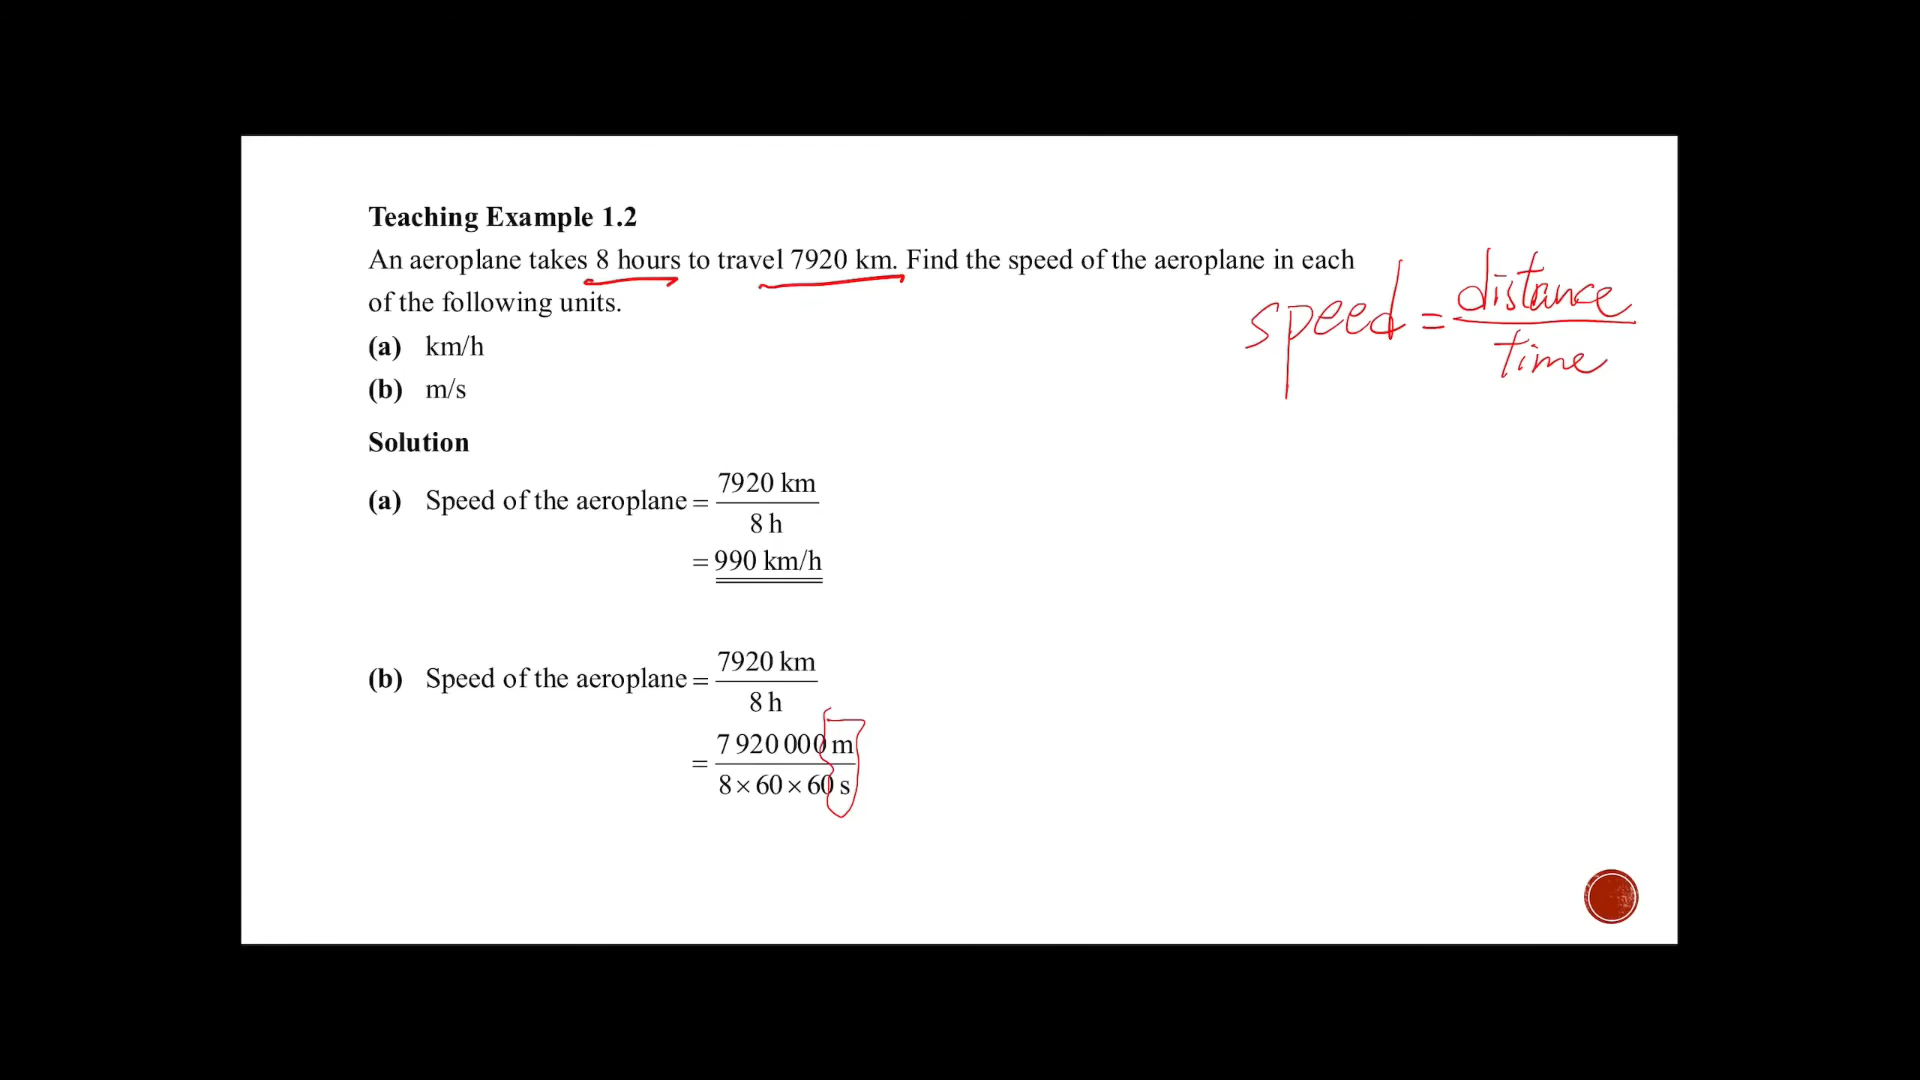 Teaching Example 1.2
An aeroplane takes 8 hours to travel 7920 km. Find the speed of the aeroplane in each
of the following units.
speed = distance / time
(a) km/h
(b) m/s
Solution
(a) Speed of the aeroplane = 7920 km / 8 h
= 990 km/h
(b) Speed of the aeroplane = 7920 km / 8 h
= 7 920 000 m / 8 × 60 × 60 s